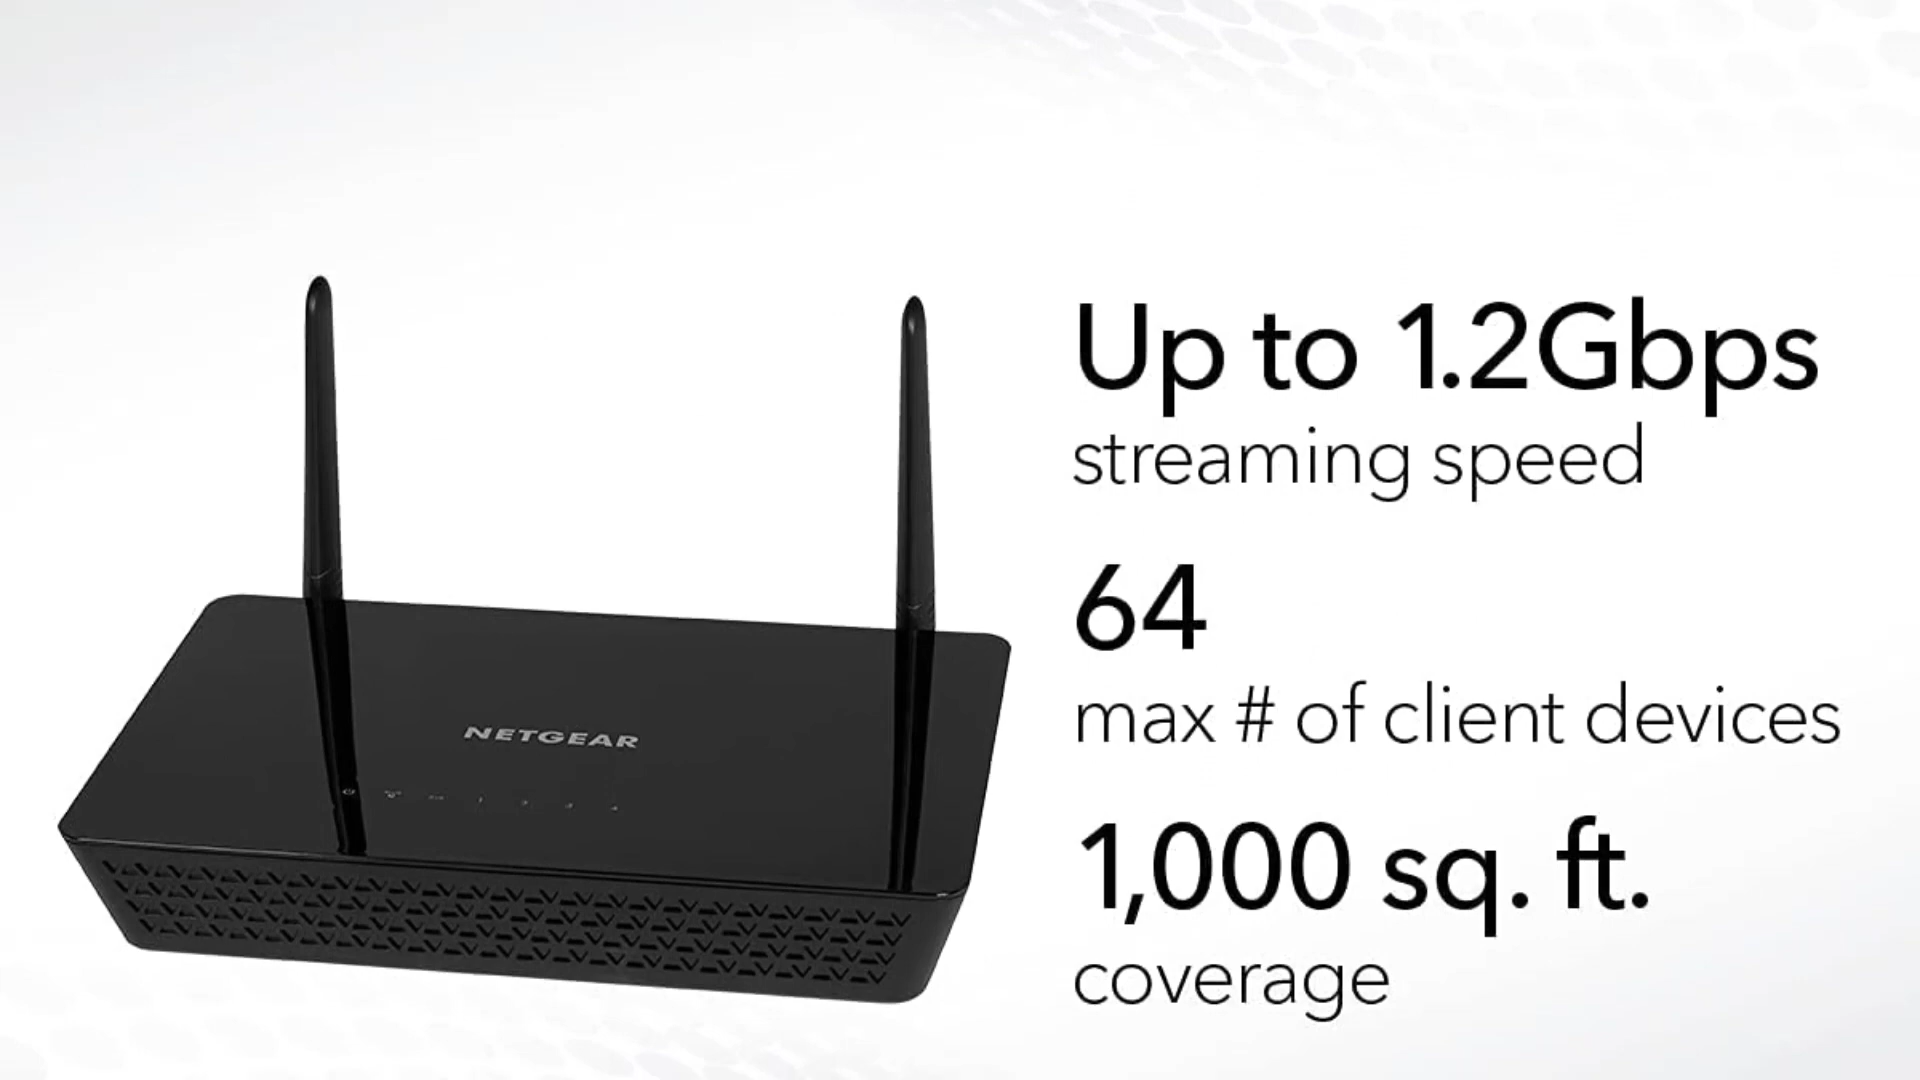 Up to 1.2Gbps
streaming speed
64
max # of client devices
1,000 sq. ft.
coverage
NETGEAR